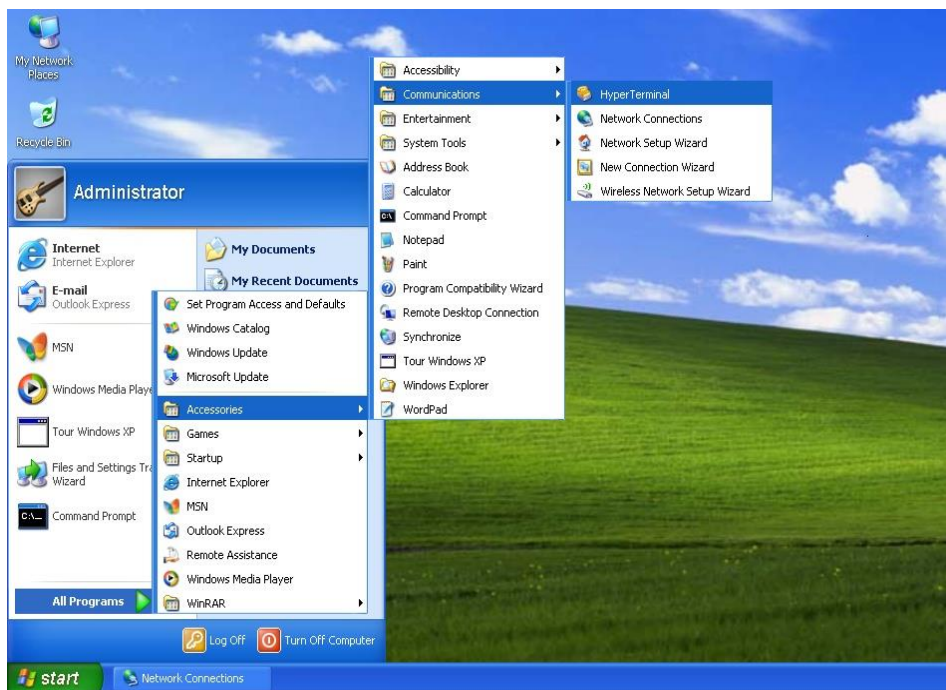 My Network
Places
Recycle Bin
Administrator
Internet
Internet Explorer
E-mail
Outlook Express
MSN
Windows Media Playe
Tour Windows XP
Files and Settings Tra
Wizard
Command Prompt
All Programs
My Documents
My Recent Documents
Set Program Access and Defaults
Windows Catalog
Windows Update
Microsoft Update
Accessories
Games
Startup
Internet Explorer
MSN
Outlook Express
Remote Assistance
Windows Media Player
WinRAR
Accessibility
Communications
Entertainment
System Tools
Address Book
Calculator
Command Prompt
Notepad
Paint
Program Compatibility Wizard
Remote Desktop Connection
Synchronize
Tour Windows XP
Windows Explorer
WordPad
HyperTerminal
Network Connections
Network Setup Wizard
New Connection Wizard
Wireless Network Setup Wizard
Log Off
Turn Off Computer
start
Network Connections